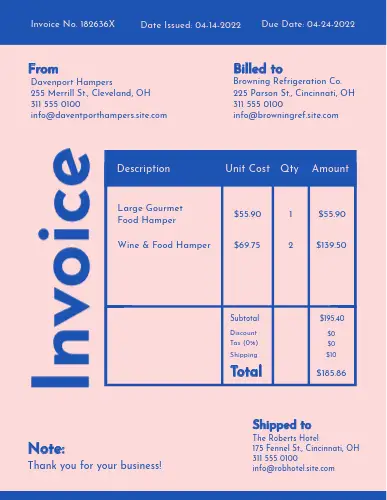 Invoice No. 182636X Date Issued: 04-14-2022 Due Date: 04-24-2022
From
Davenport Hampers
255 Merrill St., Cleveland, OH
311 555 0100
info@daventporthampers.site.com
Billed to
Browning Refrigeration Co.
225 Parson St., Cincinnati, OH
311 555 0100
info@browningref.site.com
Invoice
Description Unit Cost Qty Amount
Large Gourmet
Food Hamper $55.90 1 $55.90
Wine & Food Hamper $69.75 2 $139.50
Subtotal $195.40
Discount $0
Tax (0%) $0
Shipping $10
Total $185.86
Shipped to
The Roberts Hotel
175 Fennel St., Cincinnati, OH
311 555 0100
info@robhotel.site.com
Note:
Thank you for your business!